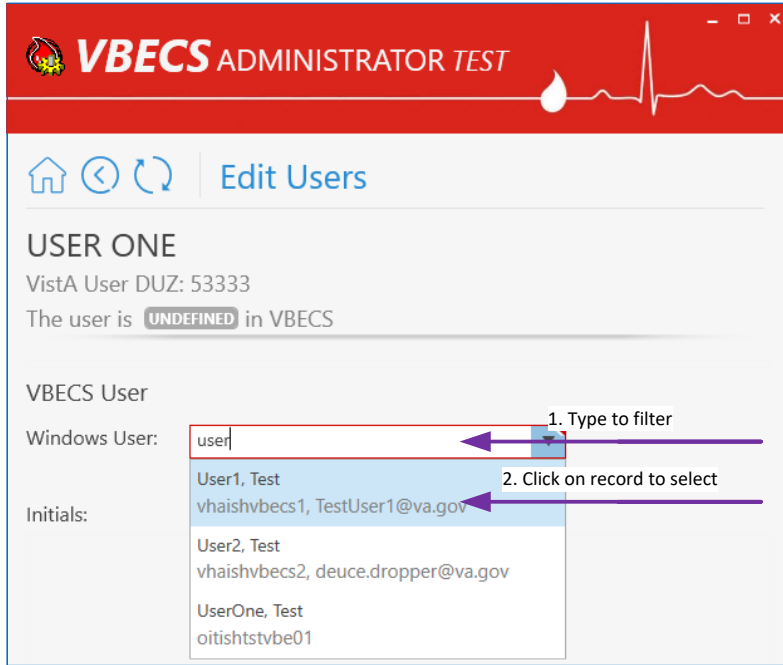 VBECS ADMINISTRATOR TEST
Edit Users
USER ONE
VistA User DUZ: 53333
The user is UNDEFINED in VBECS
VBECS User
1. Type to filter
Windows User: user
User1, Test
2. Click on record to select
vhaishvbecs1, TestUser1@va.gov
Initials:
User2, Test
vhaishvbecs2, deuce.dropper@va.gov
UserOne, Test
oitishtstvbe01